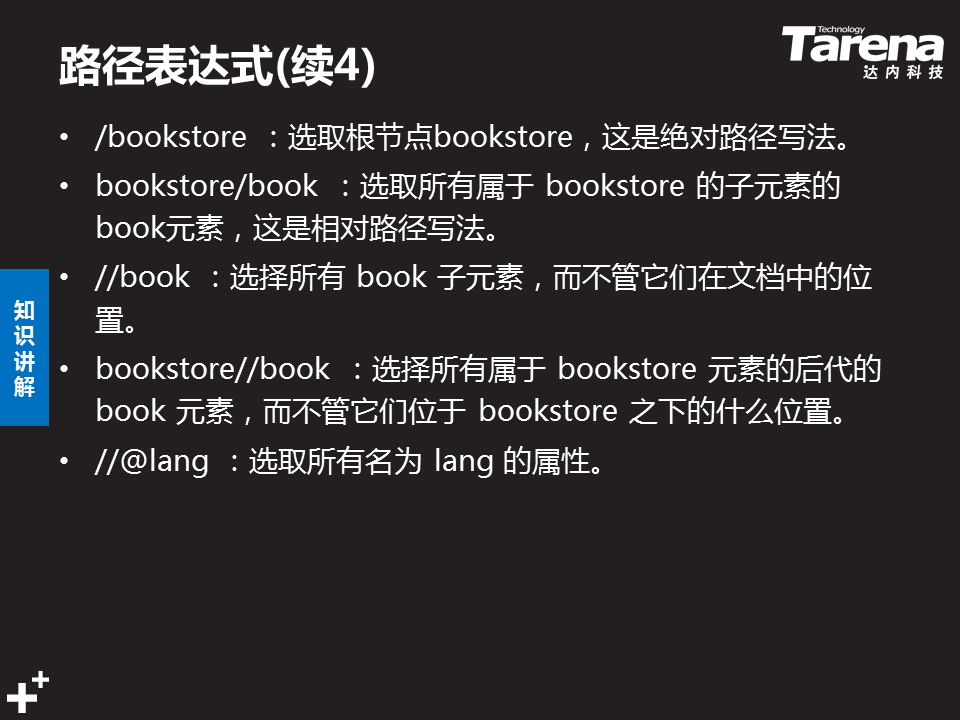 路径表达式(续4)
Technology
Tarena
达内科技
• /bookstore ：选取根节点bookstore，这是绝对路径写法。
• bookstore/book ：选取所有属于 bookstore 的子元素的
book元素，这是相对路径写法。
• //book ：选择所有 book 子元素，而不管它们在文档中的位
置。
• bookstore//book ：选择所有属于 bookstore 元素的后代的
book 元素，而不管它们位于 bookstore 之下的什么位置。
• //@lang ：选取所有名为 lang 的属性。
知
识
讲
解